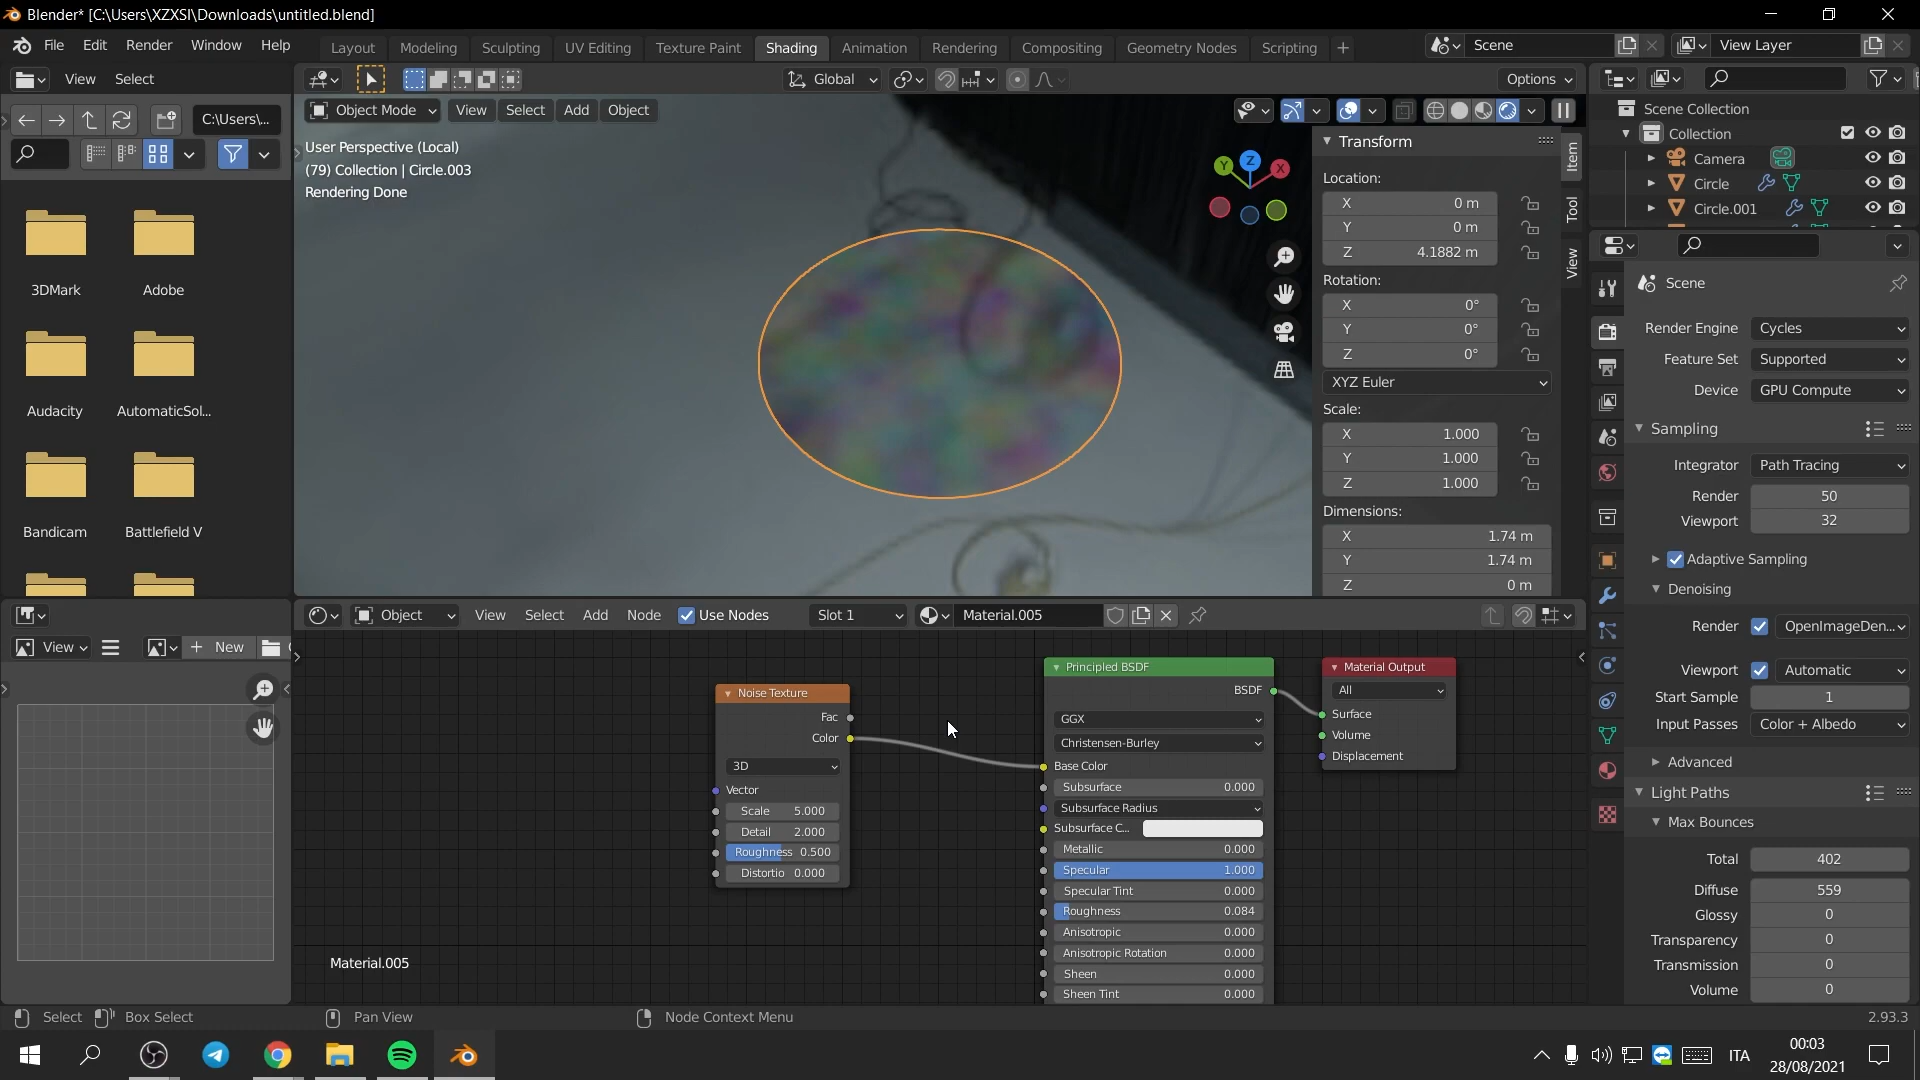 Blender* [C:\Users\XZXSI\Downloads\untitled.blend]
File Edit Render Window Help
Layout Modeling Sculpting UV Editing Texture Paint Shading Animation Rendering Compositing Geometry Nodes Scripting +
Scene
View Layer
View Select
Global
Options
C:\Users\...
Object Mode View Select Add Object
User Perspective (Local)
(79) Collection | Circle.003
Rendering Done
Y Z X
3DMark
Adobe
Audacity
AutomaticSol...
Bandicam
Battlefield V
Transform
Location:
X 0 m
Y 0 m
Z 4.1882 m
Rotation:
X 0°
Y 0°
Z 0°
XYZ Euler
Scale:
X 1.000
Y 1.000
Z 1.000
Dimensions:
X 1.74 m
Y 1.74 m
Z 0 m
Item
Tool
View
Scene Collection
Collection
Camera
Circle
Circle.001
Scene
Render Engine Cycles
Feature Set Supported
Device GPU Compute
Sampling
Integrator Path Tracing
Render 50
Viewport 32
Adaptive Sampling
Denoising
Render OpenImageDen...
Viewport Automatic
Start Sample 1
Input Passes Color + Albedo
Advanced
Light Paths
Max Bounces
Total 402
Diffuse 559
Glossy 0
Transparency 0
Transmission 0
Volume 0
View
+ New
Object View Select Add Node Use Nodes Slot 1 Material.005
Noise Texture
Fac
Color
3D
Vector
Scale 5.000
Detail 2.000
Roughness 0.500
Distortio 0.000
Principled BSDF
BSDF
GGX
Christensen-Burley
Base Color
Subsurface 0.000
Subsurface Radius
Subsurface C...
Metallic 0.000
Specular 1.000
Specular Tint 0.000
Roughness 0.084
Anisotropic 0.000
Anisotropic Rotation 0.000
Sheen 0.000
Sheen Tint 0.000
Material Output
All
Surface
Volume
Displacement
Material.005
Select Box Select Pan View Node Context Menu 2.93.3
ITA
00:03
28/08/2021